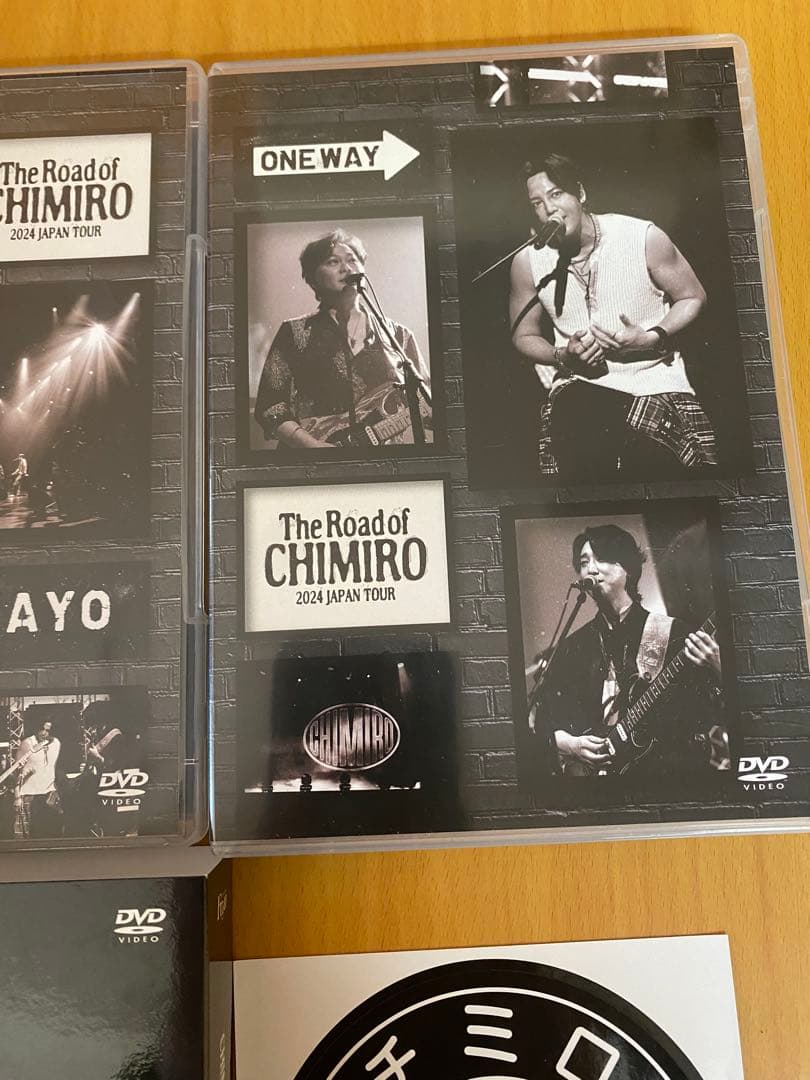 The Road of
CHIMIRO
2024 JAPAN TOUR
AYO
DVD
VIDEO
ONE WAY
The Road of
CHIMIRO
2024 JAPAN TOUR
CHIMIRO
DVD
VIDEO
DVD
VIDEO
チミロ